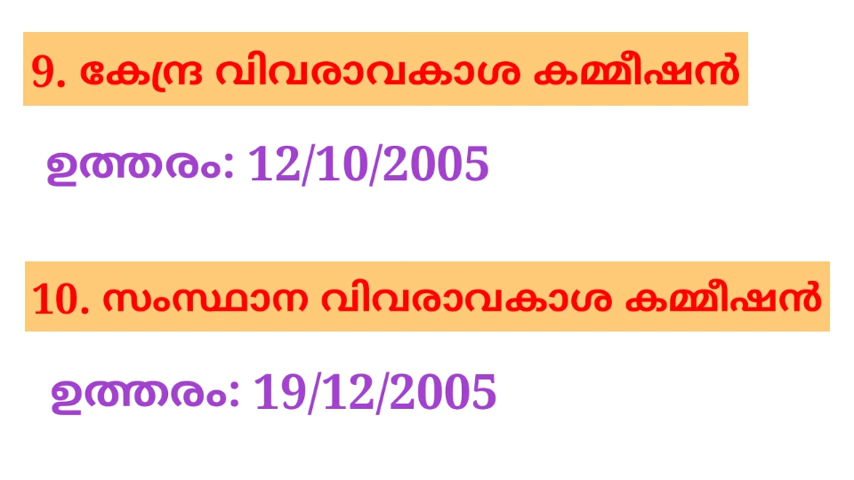 9. കേന്ദ്ര വിവരാവകാശ കമ്മീഷൻ
ഉത്തരം: 12/10/2005
10. സംസ്ഥാന വിവരാവകാശ കമ്മീഷൻ
ഉത്തരം: 19/12/2005